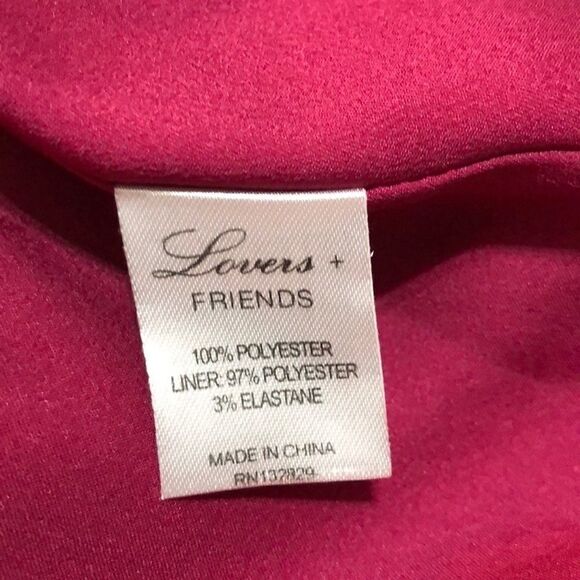 Lovers +
FRIENDS
100% POLYESTER
LINER: 97% POLYESTER
3% ELASTANE
MADE IN CHINA
RN132829